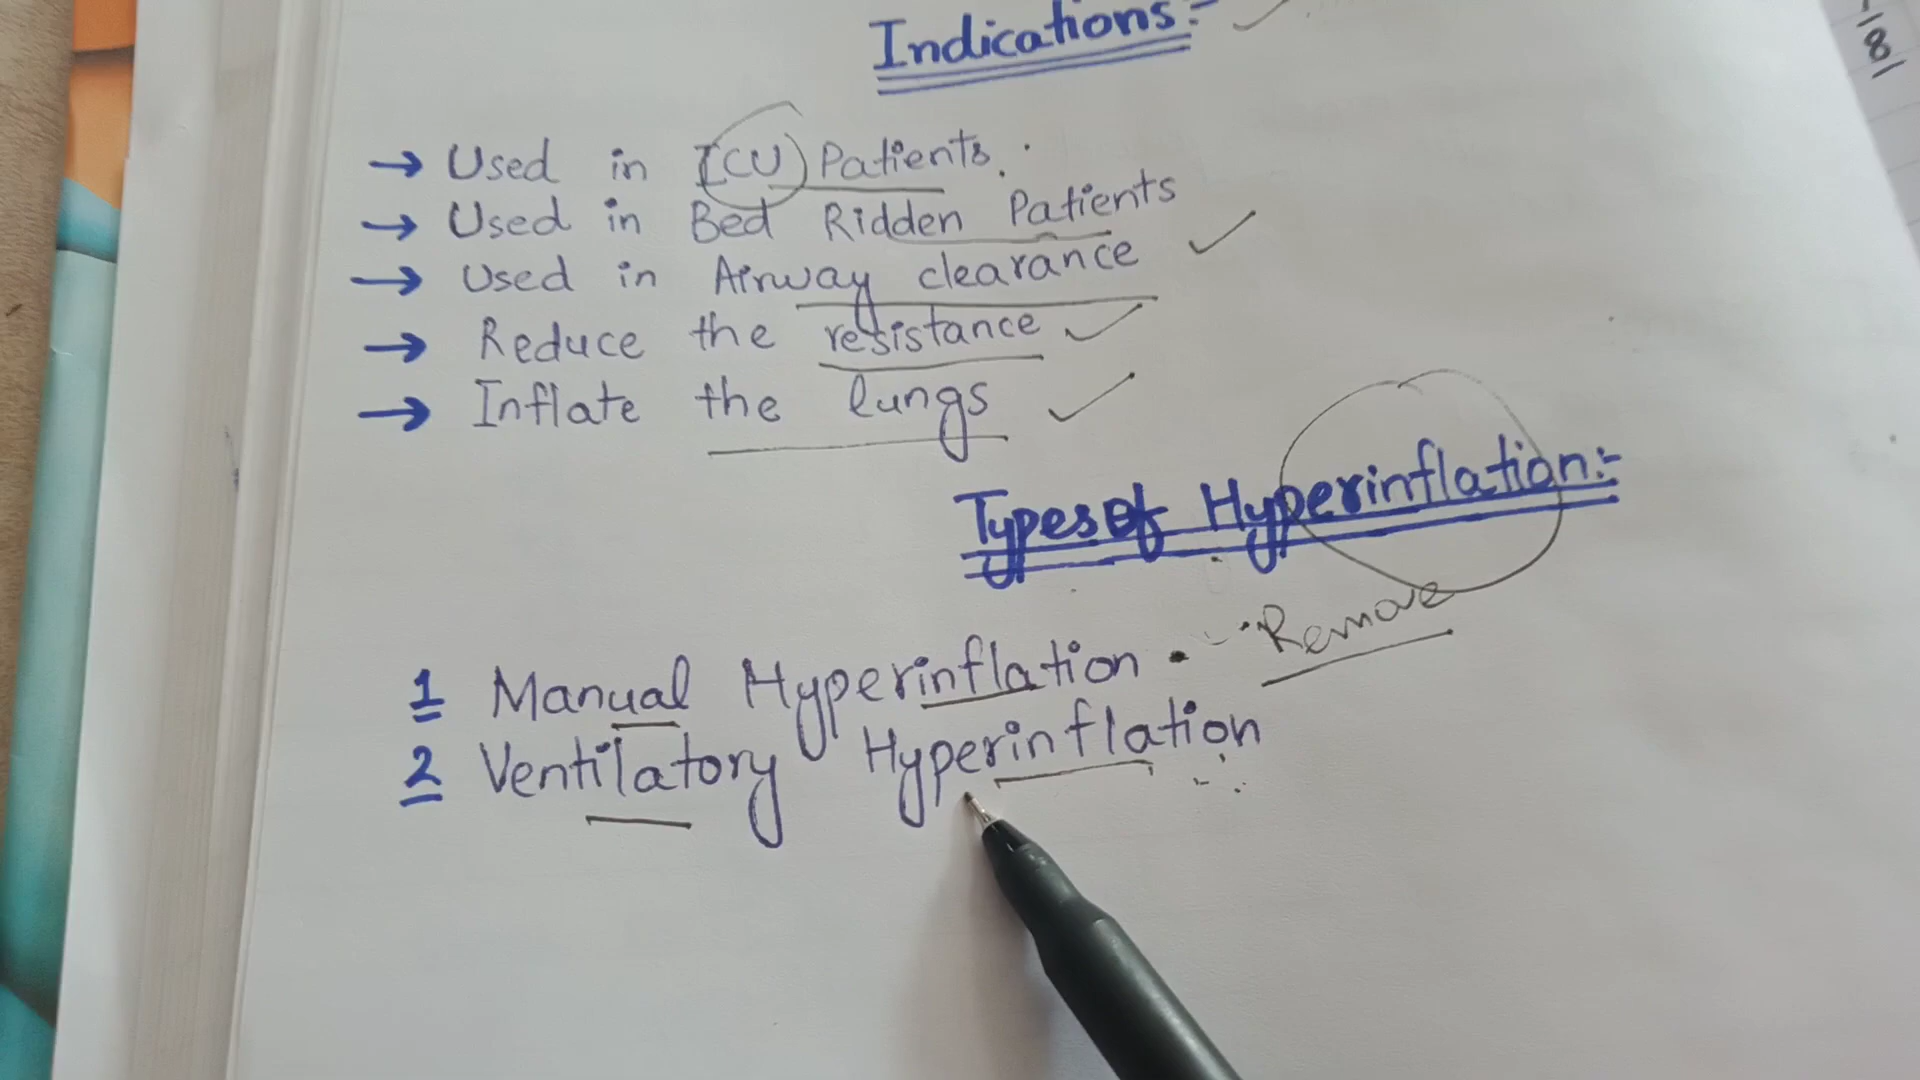 Indications:-
→ Used in ICU Patients.
→ Used in Bed Ridden Patients
→ Used in Airway clearance
→ Reduce the resistance
→ Inflate the lungs
Types of Hyperinflation:-
Remove
1 Manual Hyperinflation.
2 Ventilatory Hyperinflation